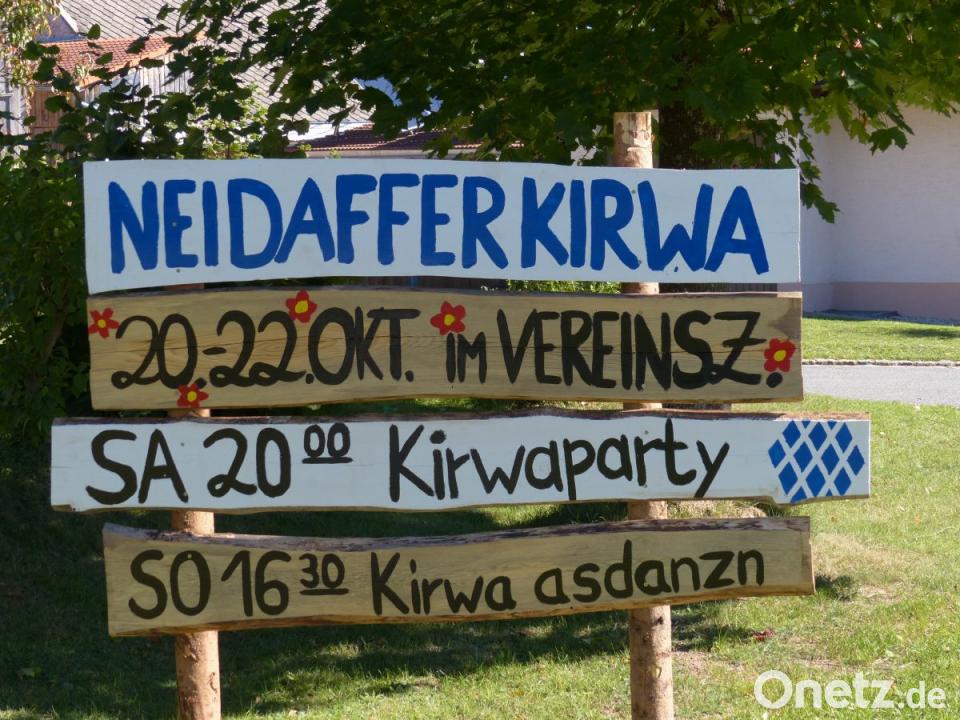 NEIDAFFER KIRWA
20.-22. OKT. im VEREINSZ.
SA 20 00 Kirwaparty
SO 16 30 Kirwa asdanzn
Onetz.de